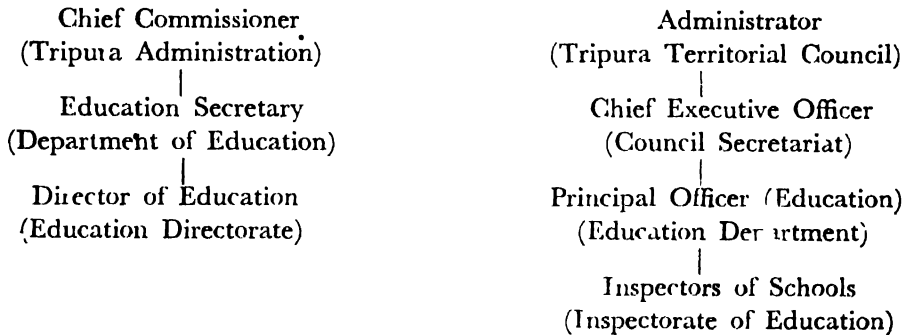 Chief Commissioner
(Tripura Administration)
Education Secretary
(Department of Education)
Director of Education
(Education Directorate)
Administrator
(Tripura Territorial Council)
Chief Executive Officer
(Council Secretariat)
Principal Officer (Education)
(Education Department)
Inspectors of Schools
(Inspectorate of Education)